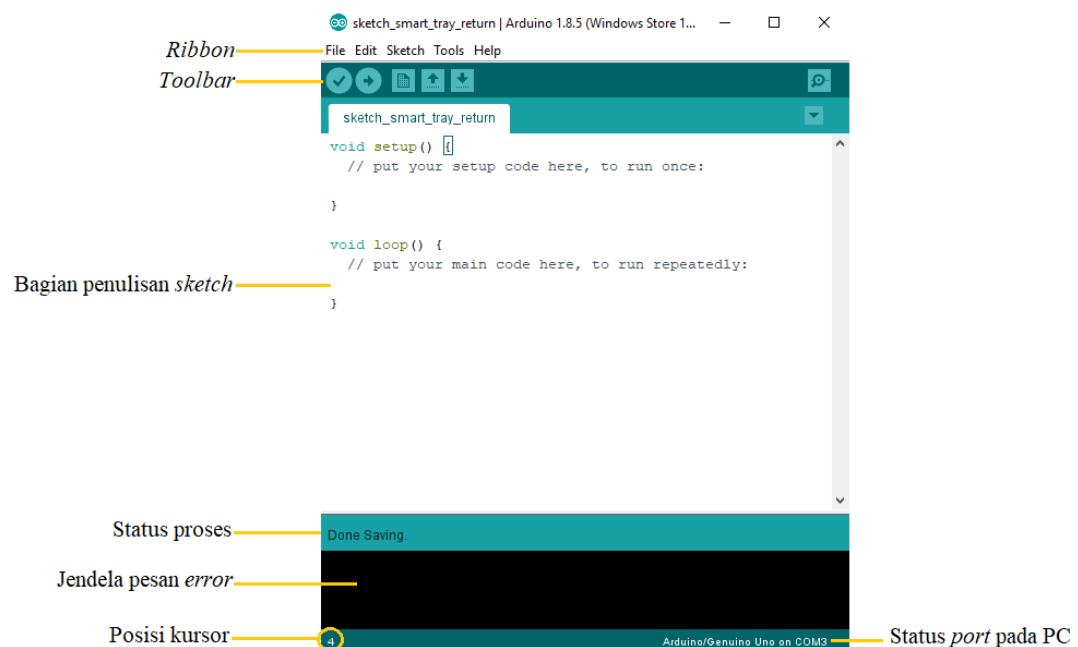 sketch_smart_tray_return | Arduino 1.8.5 (Windows Store 1...
Ribbon
File Edit Sketch Tools Help
Toolbar
sketch_smart_tray_return
void setup() {
// put your setup code here, to run once:
}
void loop() {
// put your main code here, to run repeatedly:
Bagian penulisan sketch
}
Status proses
Done Saving.
Jendela pesan error
Posisi kursor
4
Arduino/Genuino Uno on COM3
Status port pada PC